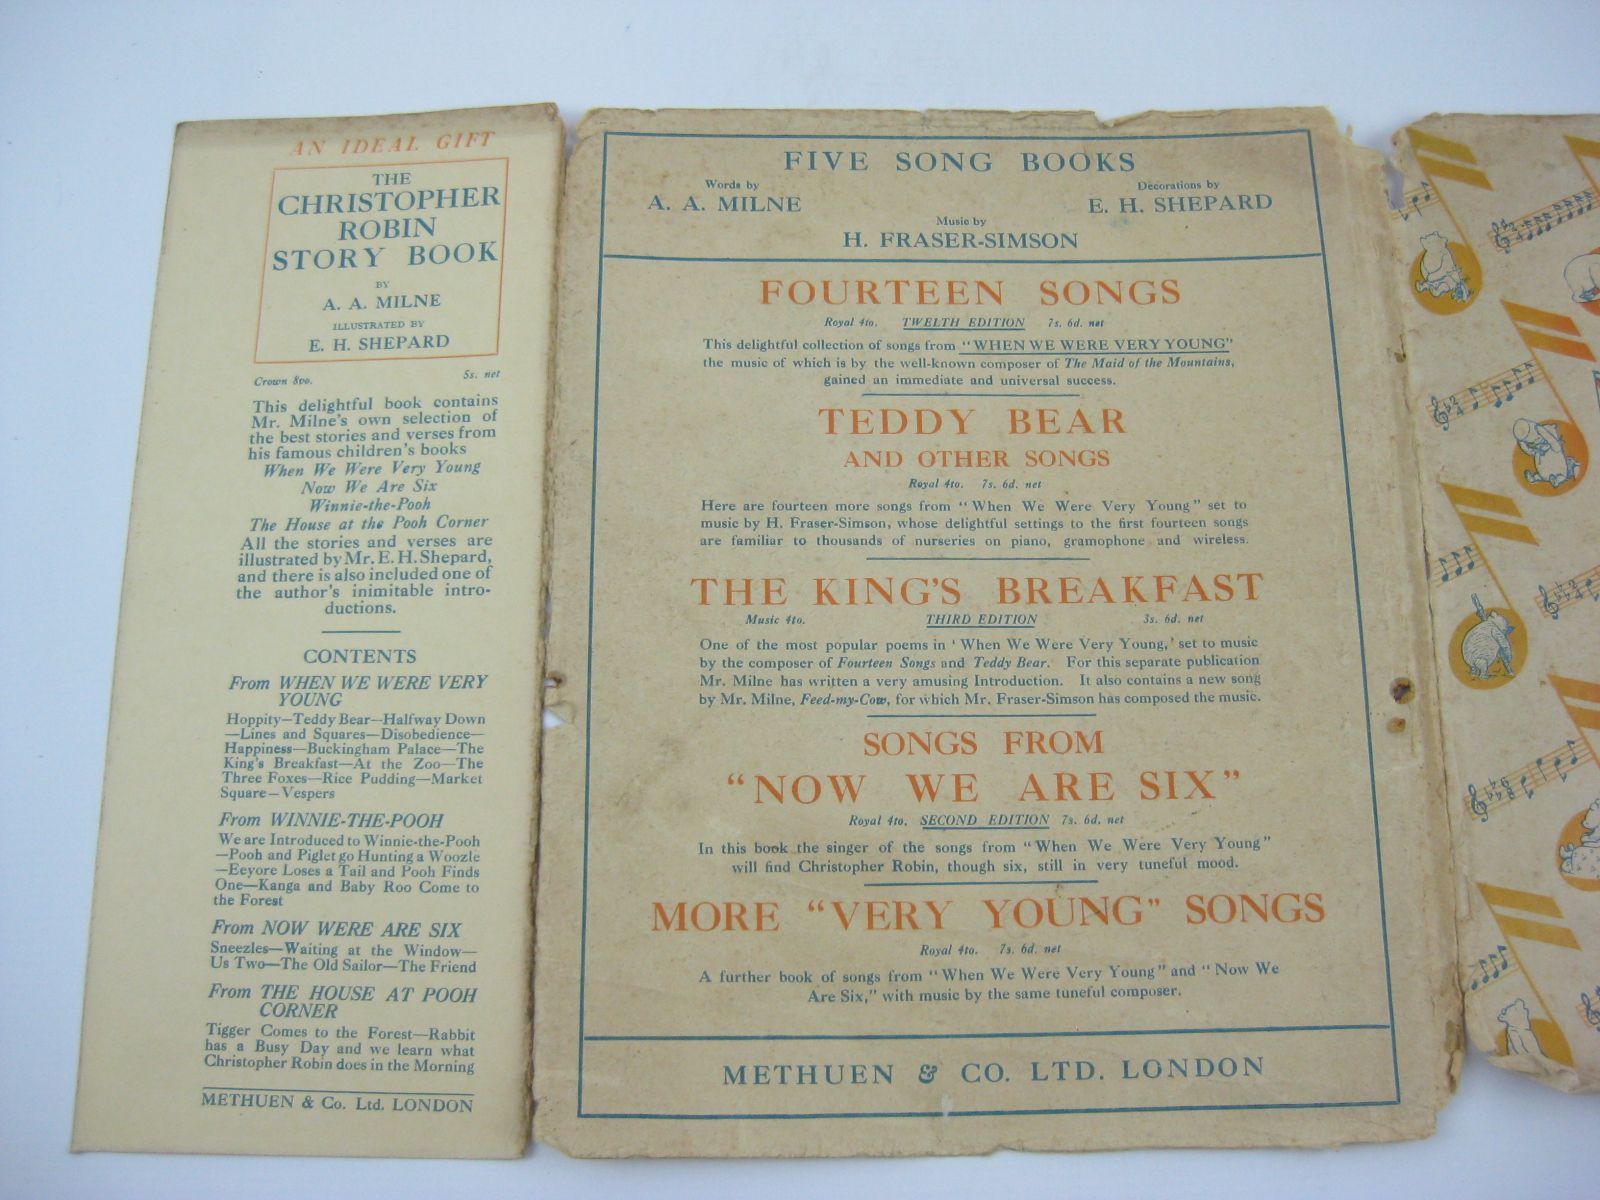 AN IDEAL GIFT
THE
CHRISTOPHER
ROBIN
STORY BOOK
BY
A. A. MILNE
ILLUSTRATED BY
E. H. SHEPARD
Crown 8vo. 5s. net
This delightful book contains
Mr. Milne's own selection of
the best stories and verses from
his famous children's books
When We Were Very Young
Now We Are Six
Winnie-the-Pooh
The House at the Pooh Corner
All the stories and verses are
illustrated by Mr. E. H. Shepard,
and there is also included one of
the author's inimitable intro-
ductions.
CONTENTS
From WHEN WE WERE VERY
YOUNG
Hoppity—Teddy Bear—Halfway Down
—Lines and Squares—Disobedience—
Happiness—Buckingham Palace—The
King's Breakfast—At the Zoo—The
Three Foxes—Rice Pudding—Market
Square—Vespers
From WINNIE-THE-POOH
We are Introduced to Winnie-the-Pooh
—Pooh and Piglet go Hunting a Woozle
—Eeyore Loses a Tail and Pooh Finds
One—Kanga and Baby Roo Come to
the Forest
From NOW WERE ARE SIX
Sneezles—Waiting at the Window—
Us Two—The Old Sailor—The Friend
From THE HOUSE AT POOH
CORNER
Tigger Comes to the Forest—Rabbit
has a Busy Day and we learn what
Christopher Robin does in the Morning
METHUEN & Co. Ltd. LONDON
FIVE SONG BOOKS
Words by
A. A. MILNE
Decorations by
E. H. SHEPARD
Music by
H. FRASER-SIMSON
FOURTEEN SONGS
Royal 4to. TWELTH EDITION 7s. 6d. net
This delightful collection of songs from "WHEN WE WERE VERY YOUNG"
the music of which is by the well-known composer of The Maid of the Mountains,
gained an immediate and universal success.
TEDDY BEAR
AND OTHER SONGS
Royal 4to. 7s. 6d. net
Here are fourteen more songs from "When We Were Very Young" set to
music by H. Fraser-Simson, whose delightful settings to the first fourteen songs
are familiar to thousands of nurseries on piano, gramophone and wireless.
THE KING'S BREAKFAST
Music 4to. THIRD EDITION 3s. 6d. net
One of the most popular poems in 'When We Were Very Young,' set to music
by the composer of Fourteen Songs and Teddy Bear. For this separate publication
Mr. Milne has written a very amusing Introduction. It also contains a new song
by Mr. Milne, Feed-my-Cow, for which Mr. Fraser-Simson has composed the music.
SONGS FROM
"NOW WE ARE SIX"
Royal 4to. SECOND EDITION 7s. 6d. net
In this book the singer of the songs from "When We Were Very Young"
will find Christopher Robin, though six, still in very tuneful mood.
MORE "VERY YOUNG" SONGS
Royal 4to. 7s. 6d. net
A further book of songs from "When We Were Very Young" and "Now We
Are Six," with music by the same tuneful composer.
METHUEN & CO. LTD. LONDON